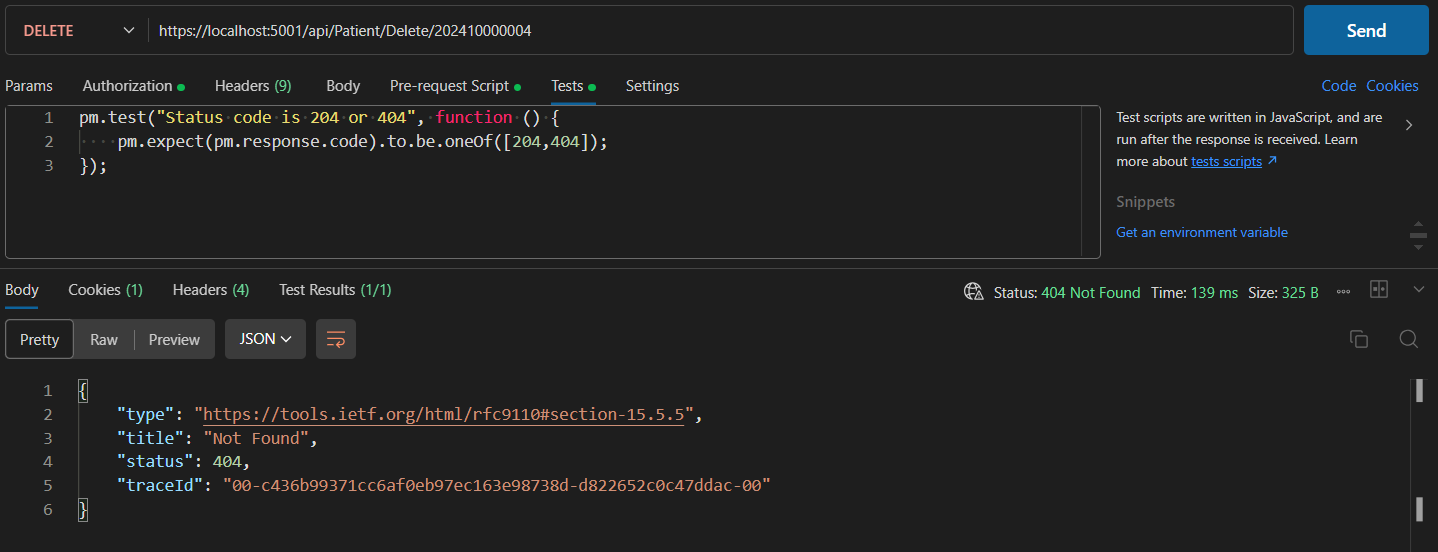 DELETE https://localhost:5001/api/Patient/Delete/202410000004 Send
Params Authorization Headers (9) Body Pre-request Script Tests Settings Code Cookies
1 pm.test("Status code is 204 or 404", function () {
2 pm.expect(pm.response.code).to.be.oneOf([204,404]);
3 });
Test scripts are written in JavaScript, and are
run after the response is received. Learn
more about tests scripts ↗
Snippets
Get an environment variable
Body Cookies (1) Headers (4) Test Results (1/1) Status: 404 Not Found Time: 139 ms Size: 325 B
Pretty Raw Preview JSON
1 {
2 "type": "https://tools.ietf.org/html/rfc9110#section-15.5.5",
3 "title": "Not Found",
4 "status": 404,
5 "traceId": "00-c436b99371cc6af0eb97ec163e98738d-d822652c0c47ddac-00"
6 }